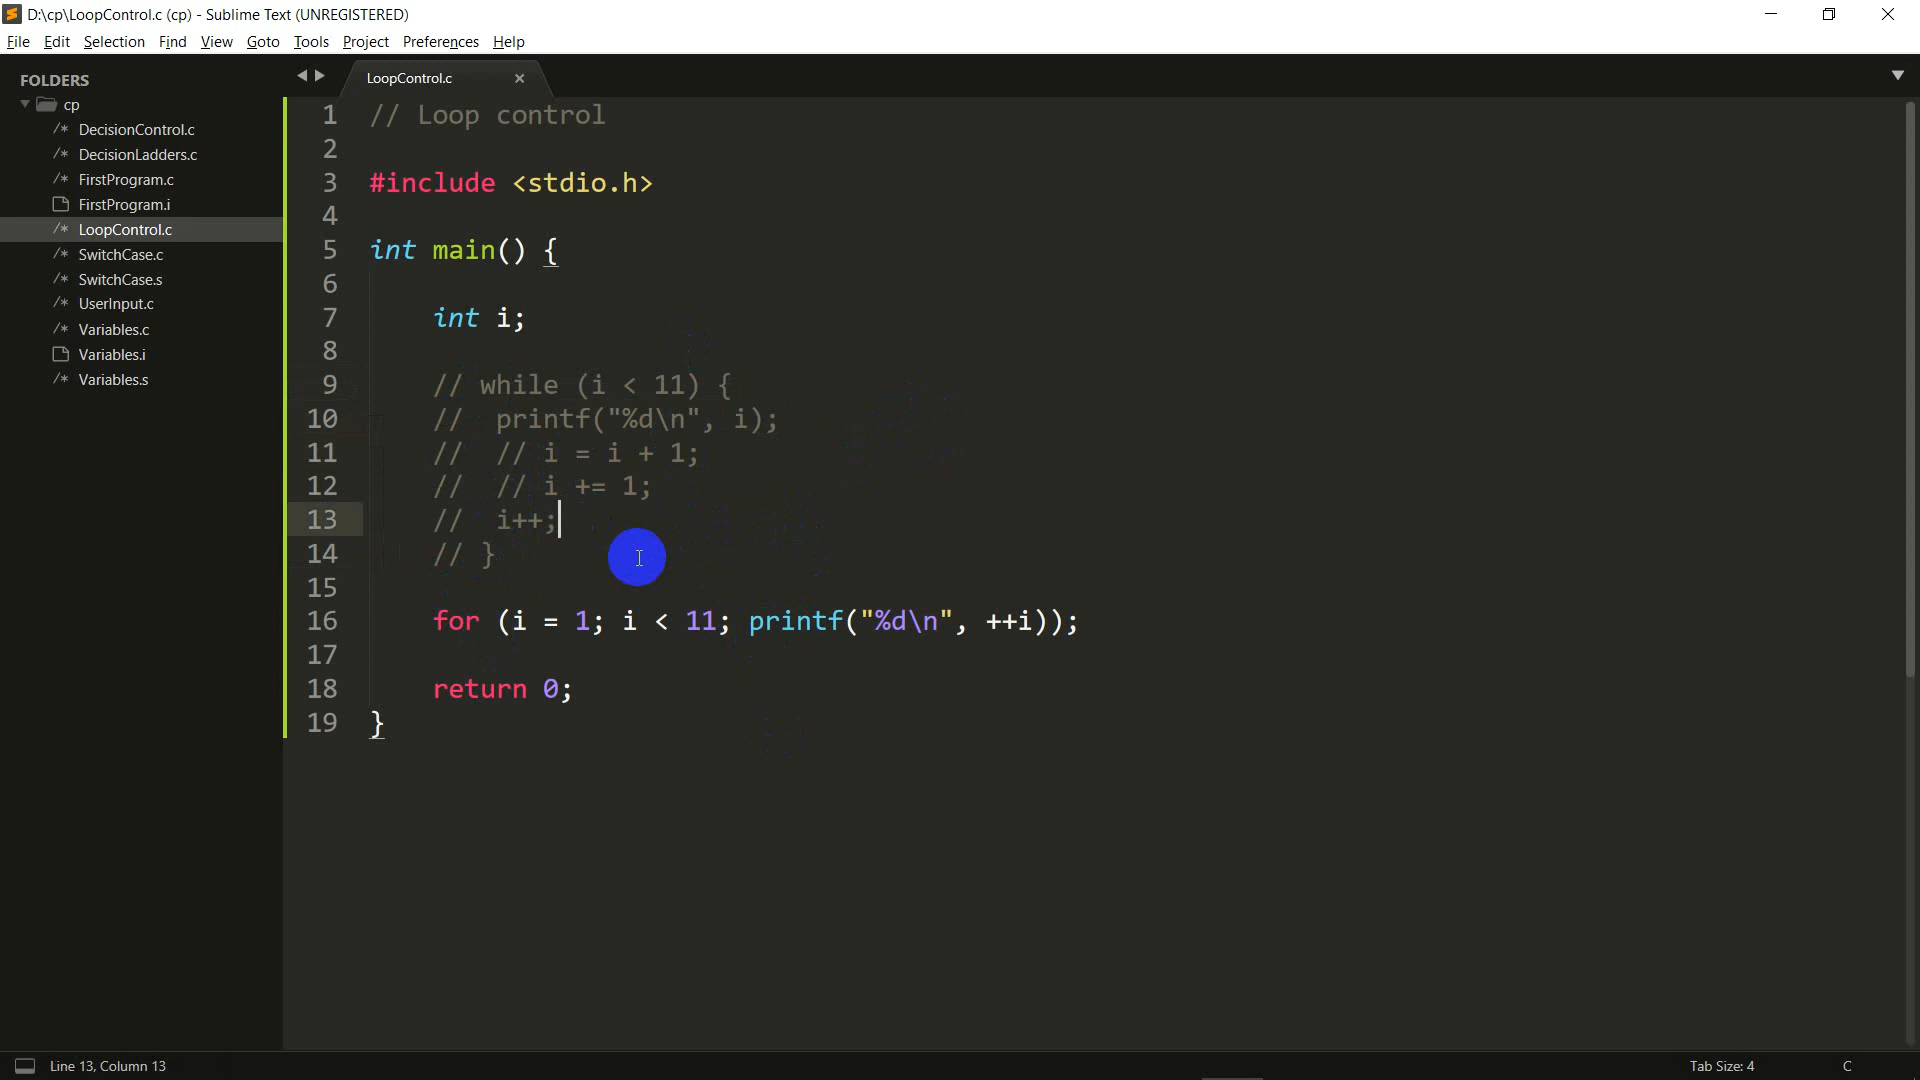 D:\cp\LoopControl.c (cp) - Sublime Text (UNREGISTERED)
File Edit Selection Find View Goto Tools Project Preferences Help
FOLDERS
cp
/* DecisionControl.c
/* DecisionLadders.c
/* FirstProgram.c
FirstProgram.i
/* LoopControl.c
/* SwitchCase.c
/* SwitchCase.s
/* UserInput.c
/* Variables.c
Variables.i
/* Variables.s
LoopControl.c
1 // Loop control
2
3 #include <stdio.h>
4
5 int main() {
6
7 int i;
8
9 // while (i < 11) {
10 // printf("%d\n", i);
11 // // i = i + 1;
12 // // i += 1;
13 // i++;
14 // }
15
16 for (i = 1; i < 11; printf("%d\n", ++i));
17
18 return 0;
19 }
Line 13, Column 13
Tab Size: 4
C